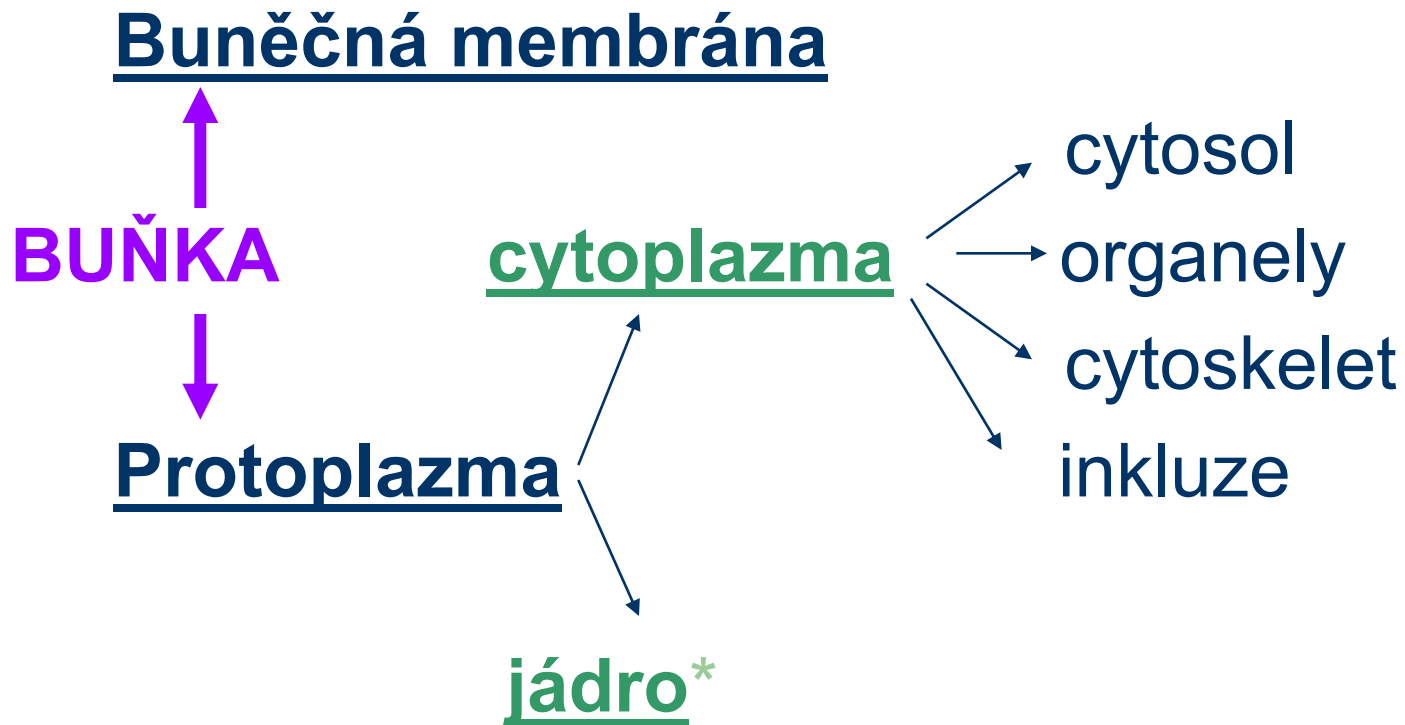 Buněčná membrána
cytosol
BUŇKA
cytoplazma
organely
cytoskelet
Protoplazma
inkluze
jádro*